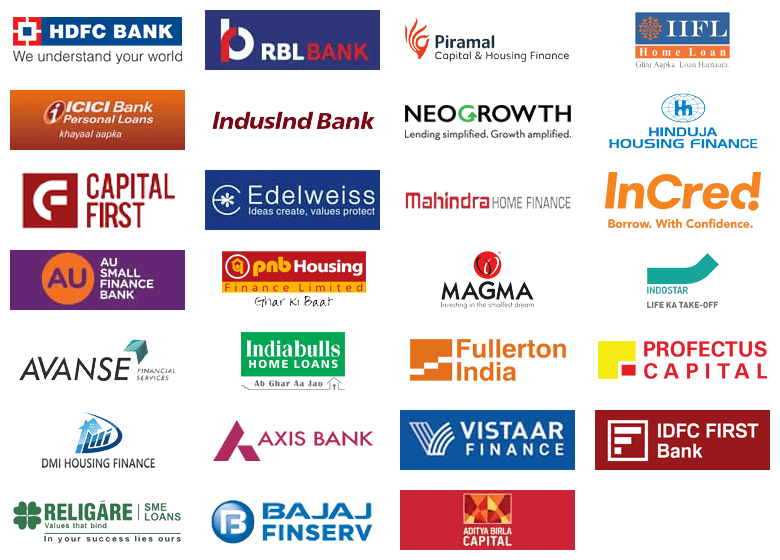 HDFC BANK
We understand your world
RBLBANK
Piramal
Capital & Housing Finance
IIFL
Home Loan
Ghar Aapka. Loan Hamaara.
ICICI Bank
Personal Loans
khayaal aapka
IndusInd Bank
NEOGROWTH
Lending simplified. Growth amplified.
HINDUJA
HOUSING FINANCE
CAPITAL
FIRST
Edelweiss
Ideas create, values protect
Mahindra HOME FINANCE
InCred
Borrow. With Confidence.
AU
AU
SMALL
FINANCE
BANK
pnb Housing
Finance Limited
Ghar Ki Baat
MAGMA
Investing in the smallest dream
INDOSTAR
LIFE KA TAKE-OFF
AVANSE FINANCIAL
SERVICES
Indiabulls
HOME LOANS
Ab Ghar Aa Jao
Fullerton
India
PROFECTUS
CAPITAL
DMI HOUSING FINANCE
AXIS BANK
VISTAAR
FINANCE
IDFC FIRST
Bank
RELIGARE SME
Values that bind LOANS
In your success lies ours
BAJAJ
FINSERV
ADITYA BIRLA
CAPITAL